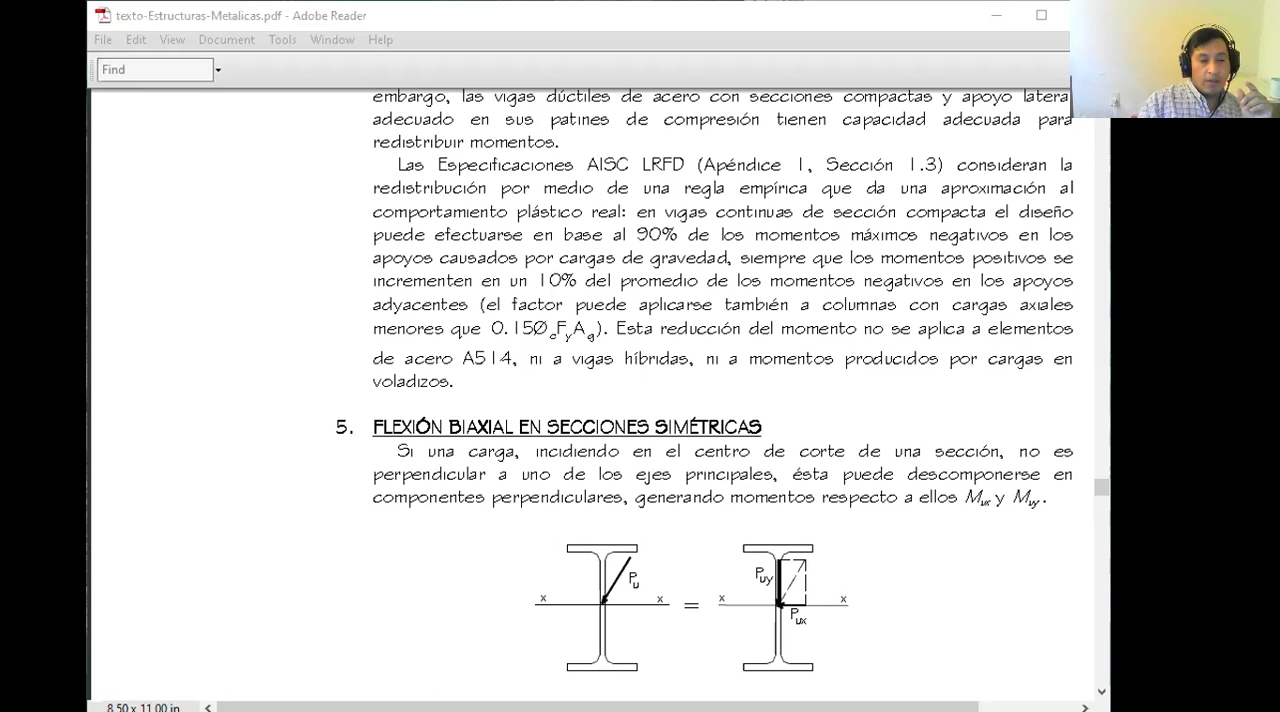 texto-Estructuras-Metalicas.pdf - Adobe Reader
File Edit View Document Tools Window Help
Find
embargo, las vigas dúctiles de acero con secciones compactas y apoyo lateral
adecuado en sus patines de compresión tienen capacidad adecuada para
redistribuir momentos.
Las Especificaciones AISC LRFD (Apéndice 1, Sección 1.3) consideran la
redistribución por medio de una regla empírica que da una aproximación al
comportamiento plástico real: en vigas continuas de sección compacta el diseño
puede efectuarse en base al 90% de los momentos máximos negativos en los
apoyos causados por cargas de gravedad, siempre que los momentos positivos se
incrementen en un 10% del promedio de los momentos negativos en los apoyos
adyacentes (el factor puede aplicarse también a columnas con cargas axiales
menores que 0.15Ø_cF_yA_g). Esta reducción del momento no se aplica a elementos
de acero A514, ni a vigas híbridas, ni a momentos producidos por cargas en
voladizos.
5. FLEXIÓN BIAXIAL EN SECCIONES SIMÉTRICAS
Si una carga, incidiendo en el centro de corte de una sección, no es
perpendicular a uno de los ejes principales, ésta puede descomponerse en
componentes perpendiculares, generando momentos respecto a ellos M_ux y M_uy.
P_u P_uy
x x = x x
P_ux
8.50 x 11.00 in